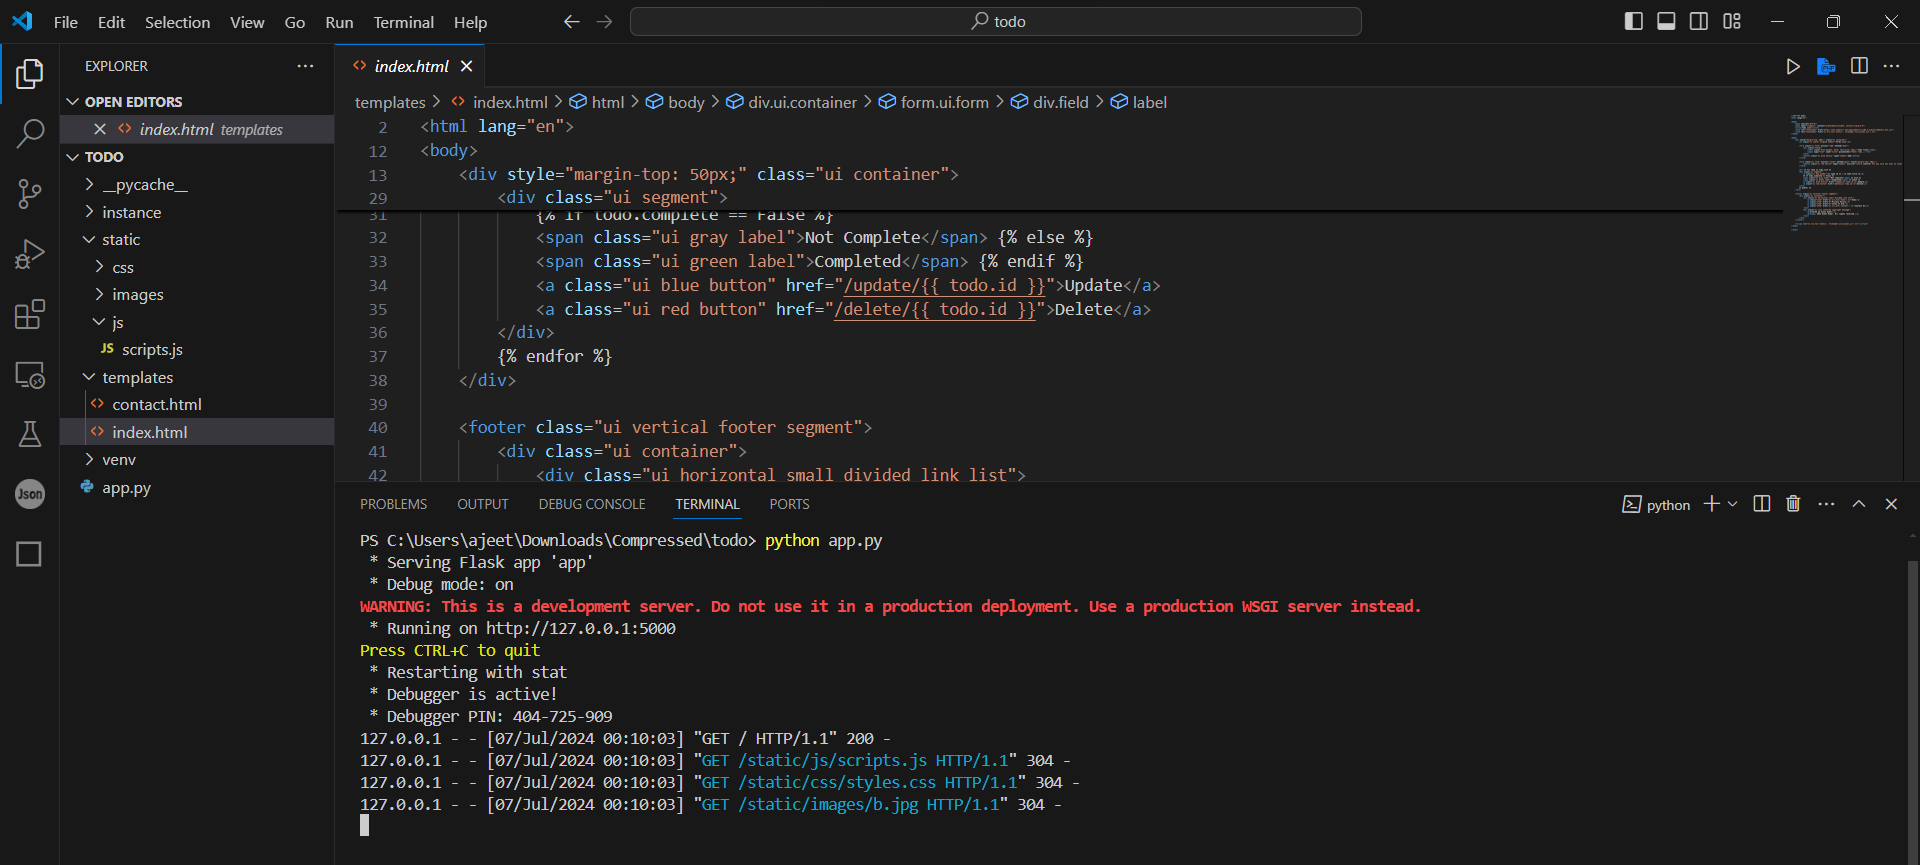 File Edit Selection View Go Run Terminal Help
todo
EXPLORER
OPEN EDITORS
index.html templates
TODO
__pycache__
instance
static
css
images
js
JS scripts.js
templates
contact.html
index.html
venv
app.py
Json
index.html
templates > index.html > html > body > div.ui.container > form.ui.form > div.field > label
2 <html lang="en">
12 <body>
13 <div style="margin-top: 50px;" class="ui container">
29 <div class="ui segment">
31 {% if todo.complete == False %}
32 <span class="ui gray label">Not Complete</span> {% else %}
33 <span class="ui green label">Completed</span> {% endif %}
34 <a class="ui blue button" href="/update/{{ todo.id }}">Update</a>
35 <a class="ui red button" href="/delete/{{ todo.id }}">Delete</a>
36 </div>
37 {% endfor %}
38 </div>
39
40 <footer class="ui vertical footer segment">
41 <div class="ui container">
42 <div class="ui horizontal small divided link list">
PROBLEMS OUTPUT DEBUG CONSOLE TERMINAL PORTS
python
PS C:\Users\ajeet\Downloads\Compressed\todo> python app.py
* Serving Flask app 'app'
* Debug mode: on
WARNING: This is a development server. Do not use it in a production deployment. Use a production WSGI server instead.
* Running on http://127.0.0.1:5000
Press CTRL+C to quit
* Restarting with stat
* Debugger is active!
* Debugger PIN: 404-725-909
127.0.0.1 - - [07/Jul/2024 00:10:03] "GET / HTTP/1.1" 200 -
127.0.0.1 - - [07/Jul/2024 00:10:03] "GET /static/js/scripts.js HTTP/1.1" 304 -
127.0.0.1 - - [07/Jul/2024 00:10:03] "GET /static/css/styles.css HTTP/1.1" 304 -
127.0.0.1 - - [07/Jul/2024 00:10:03] "GET /static/images/b.jpg HTTP/1.1" 304 -